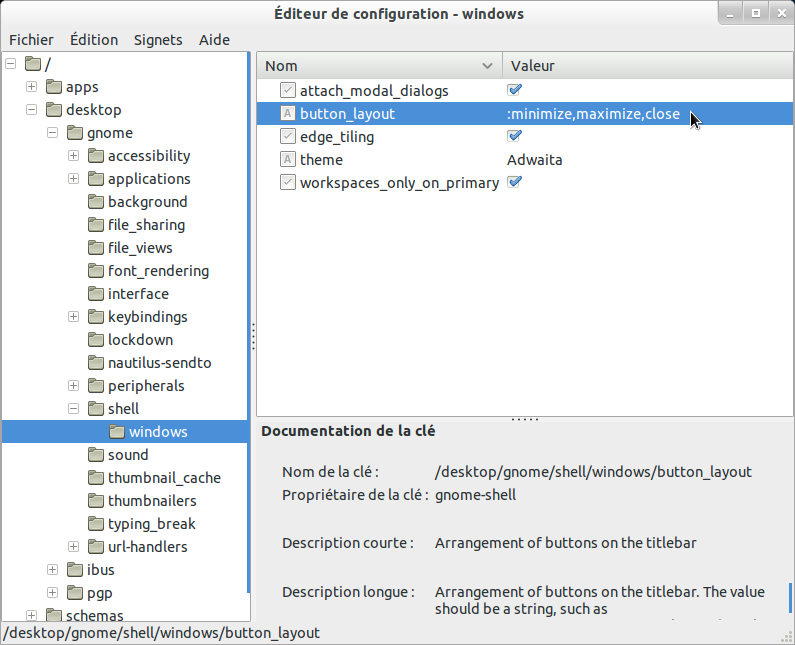 Éditeur de configuration - windows
Fichier Édition Signets Aide
/
apps
desktop
gnome
accessibility
applications
background
file_sharing
file_views
font_rendering
interface
keybindings
lockdown
nautilus-sendto
peripherals
shell
windows
sound
thumbnail_cache
thumbnailers
typing_break
url-handlers
ibus
pgp
schemas
Nom Valeur
attach_modal_dialogs
button_layout :minimize,maximize,close
edge_tiling
theme Adwaita
workspaces_only_on_primary
Documentation de la clé
Nom de la clé : /desktop/gnome/shell/windows/button_layout
Propriétaire de la clé : gnome-shell
Description courte : Arrangement of buttons on the titlebar
Description longue : Arrangement of buttons on the titlebar. The value
should be a string, such as
/desktop/gnome/shell/windows/button_layout